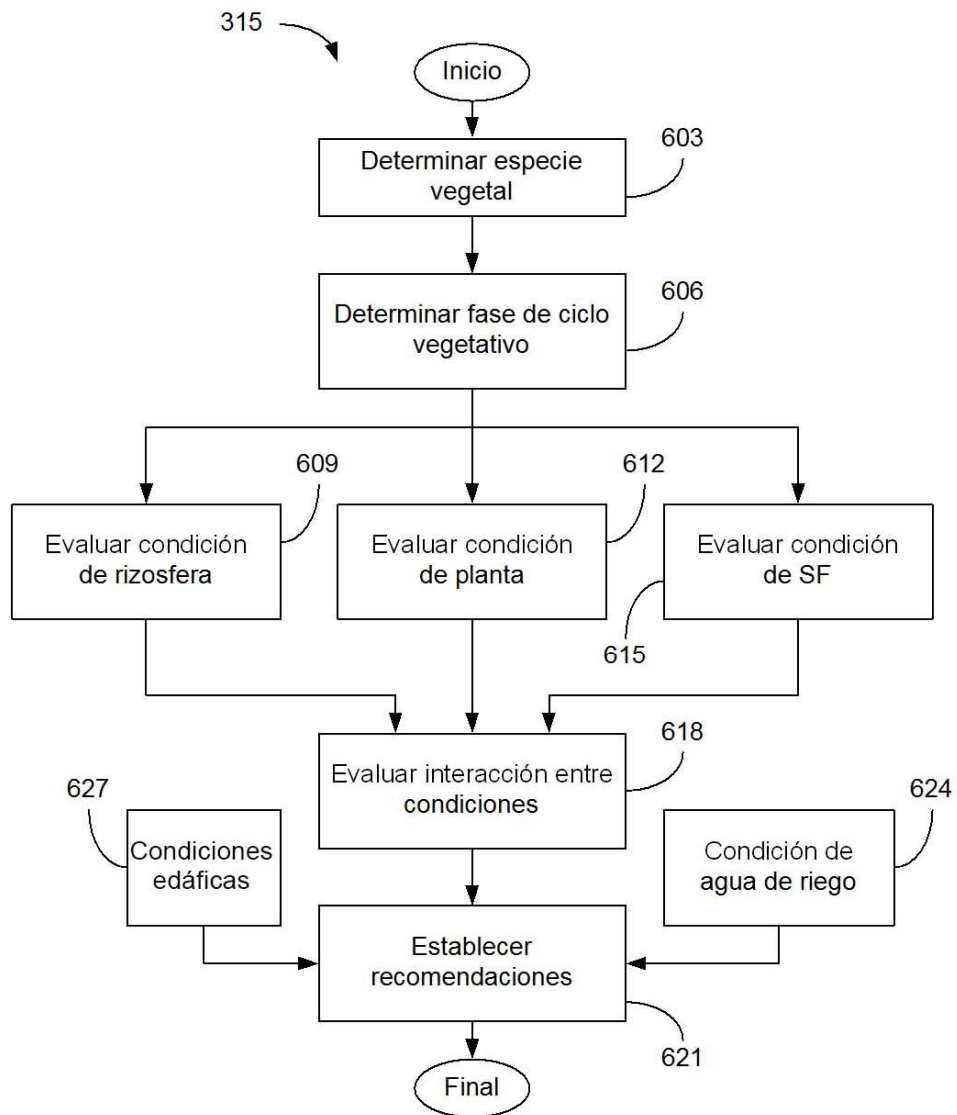 315
Inicio
603
Determinar especie
vegetal
606
Determinar fase de ciclo
vegetativo
609
612
Evaluar condición
de rizosfera
Evaluar condición
de planta
Evaluar condición
de SF
615
618
Evaluar interacción entre
condiciones
627
624
Condiciones
edáficas
Condición de
agua de riego
Establecer
recomendaciones
621
Final